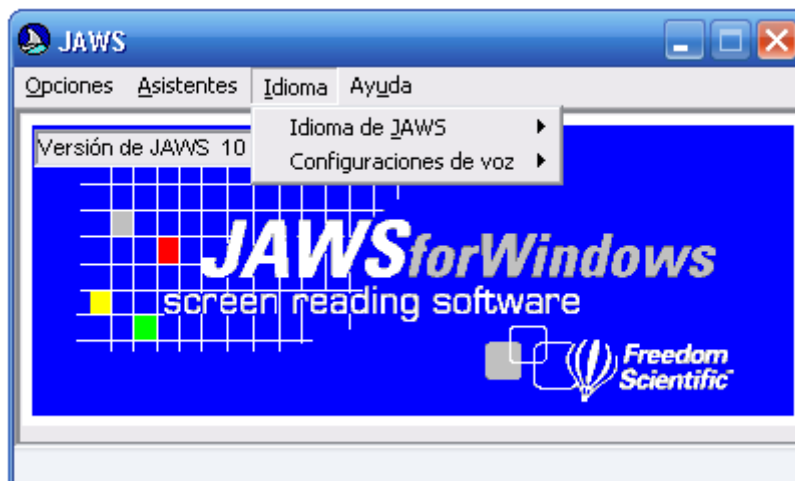 JAWS
Opciones Asistentes Idioma Ayuda
Idioma de JAWS
Configuraciones de voz
Versión de JAWS 10
JAWSforWindows
screen reading software
Freedom
Scientific